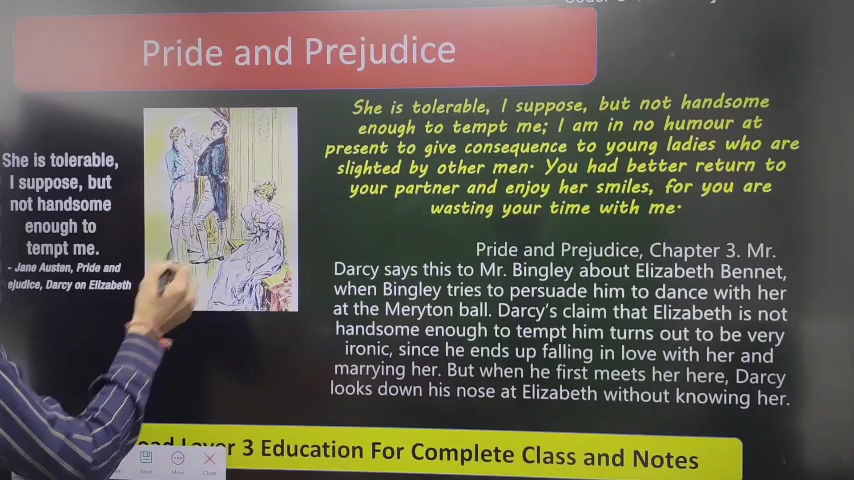 Pride and Prejudice
She is tolerable,
I suppose, but
not handsome
enough to
tempt me.
- Jane Austen, Pride and
ejudice, Darcy on Elizabeth
She is tolerable, I suppose, but not handsome
enough to tempt me; I am in no humour at
present to give consequence to young ladies who are
slighted by other men. You had better return to
your partner and enjoy her smiles, for you are
wasting your time with me.
Pride and Prejudice, Chapter 3. Mr.
Darcy says this to Mr. Bingley about Elizabeth Bennet,
when Bingley tries to persuade him to dance with her
at the Meryton ball. Darcy's claim that Elizabeth is not
handsome enough to tempt him turns out to be very
ironic, since he ends up falling in love with her and
marrying her. But when he first meets her here, Darcy
looks down his nose at Elizabeth without knowing her.
3 Education For Complete Class and Notes
Save
More
Close